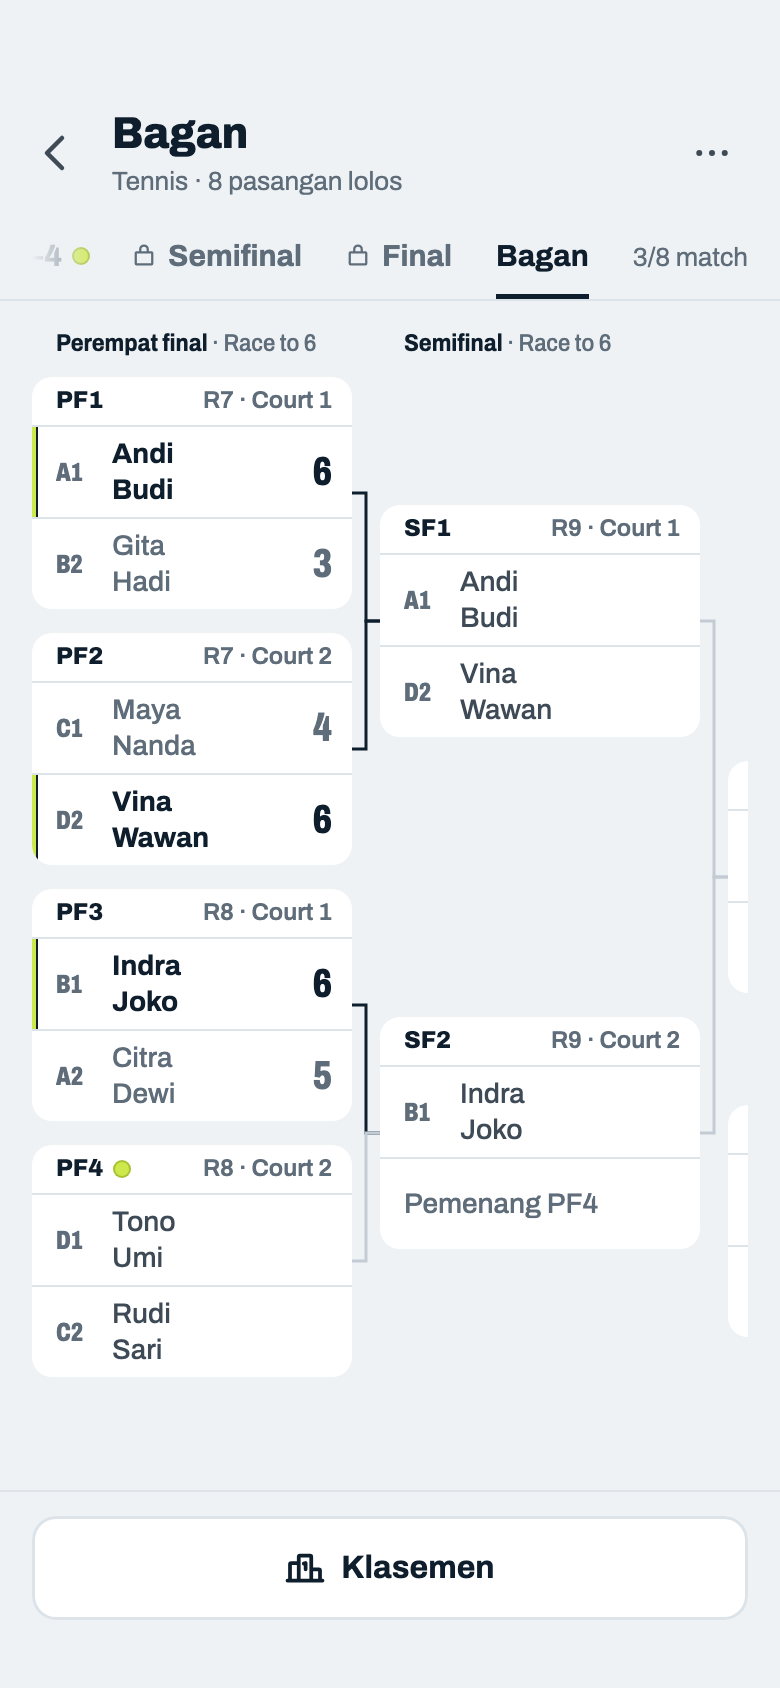 Bagan
Tennis · 8 pasangan lolos
-4
Semifinal
Final
Bagan
3/8 match
Perempat final · Race to 6
Semifinal · Race to 6
PF1
R7 · Court 1
A1
Andi
Budi
6
B2
Gita
Hadi
3
PF2
R7 · Court 2
C1
Maya
Nanda
4
D2
Vina
Wawan
6
PF3
R8 · Court 1
B1
Indra
Joko
6
A2
Citra
Dewi
5
PF4
R8 · Court 2
D1
Tono
Umi
C2
Rudi
Sari
SF1
R9 · Court 1
A1
Andi
Budi
D2
Vina
Wawan
SF2
R9 · Court 2
B1
Indra
Joko
Pemenang PF4
Klasemen